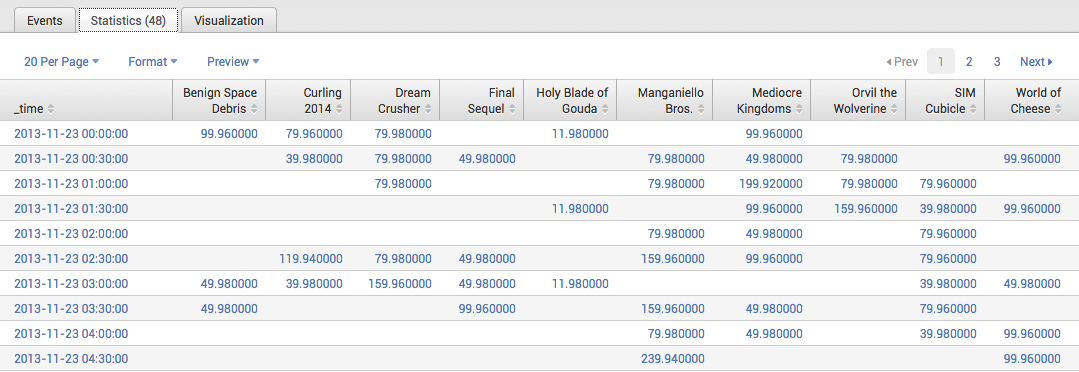 Events Statistics (48) Visualization
20 Per Page Format Preview Prev 1 2 3 Next
_time Benign Space Debris Curling 2014 Dream Crusher Final Sequel Holy Blade of Gouda Manganiello Bros. Mediocre Kingdoms Orvil the Wolverine SIM Cubicle World of Cheese
2013-11-23 00:00:00 99.960000 79.960000 79.980000 11.980000 99.960000
2013-11-23 00:30:00 39.980000 79.980000 49.980000 79.980000 49.980000 79.980000 99.960000
2013-11-23 01:00:00 79.980000 79.980000 199.920000 79.980000 79.960000
2013-11-23 01:30:00 11.980000 99.960000 159.960000 39.980000 99.960000
2013-11-23 02:00:00 79.980000 49.980000 79.960000
2013-11-23 02:30:00 119.940000 79.980000 49.980000 159.960000 99.960000 79.960000
2013-11-23 03:00:00 49.980000 39.980000 159.960000 49.980000 11.980000 39.980000 49.980000
2013-11-23 03:30:00 49.980000 99.960000 159.960000 49.980000 79.960000
2013-11-23 04:00:00 79.980000 49.980000 39.980000 99.960000
2013-11-23 04:30:00 239.940000 99.960000